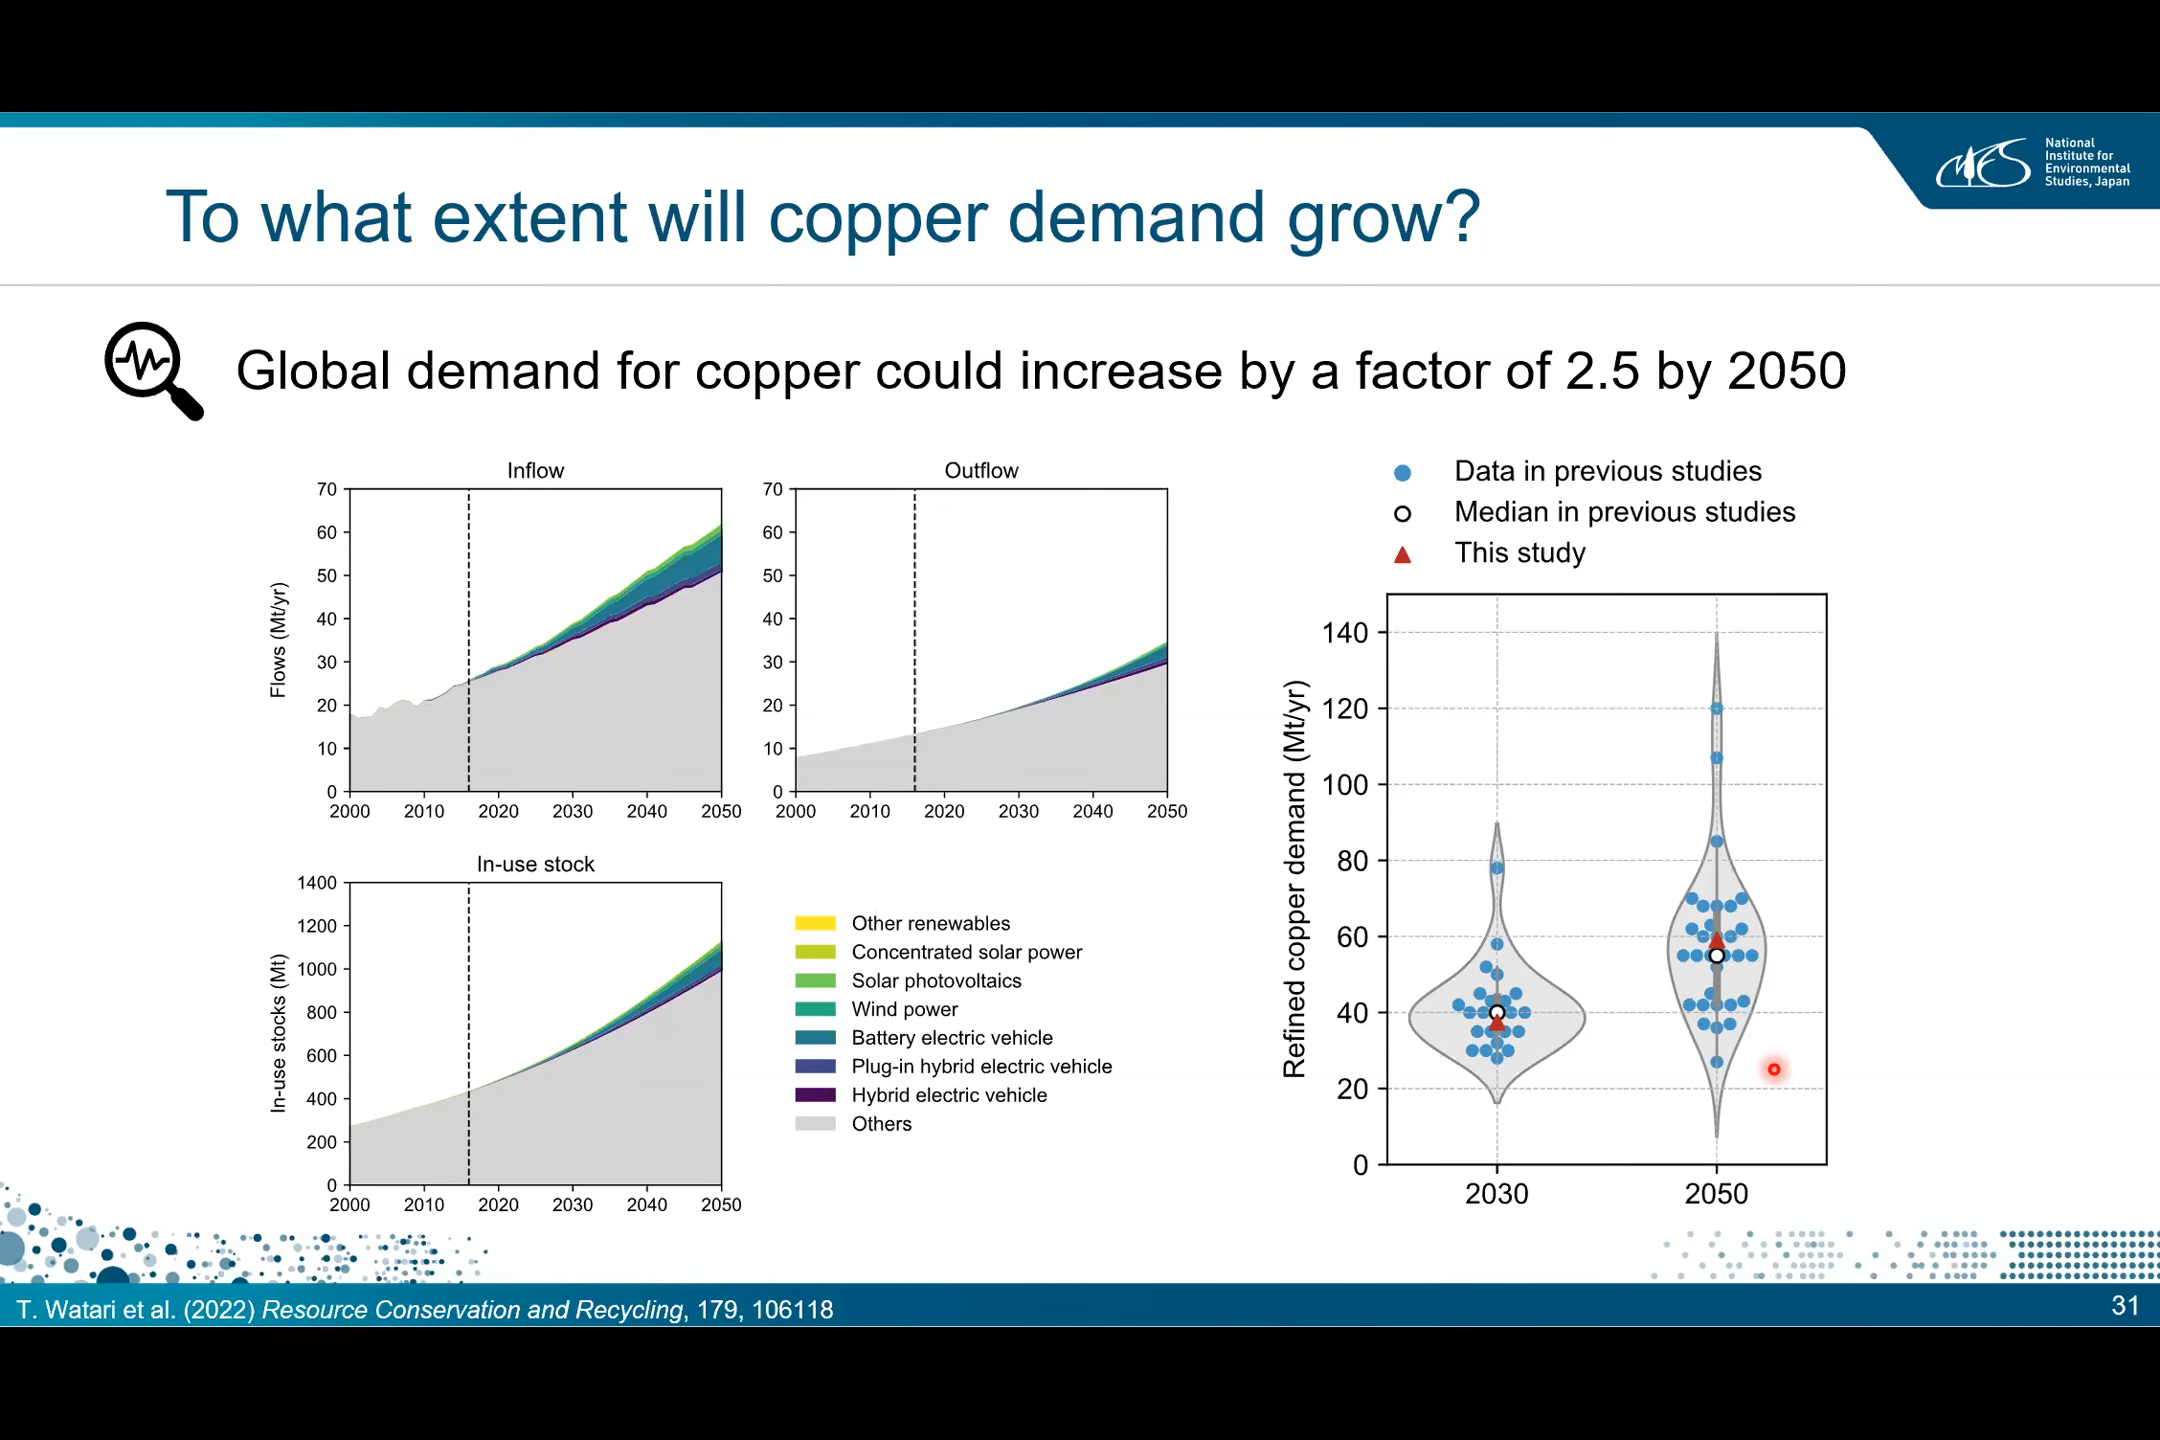 National
Institute for
Environmental
Studies, Japan
To what extent will copper demand grow?
Global demand for copper could increase by a factor of 2.5 by 2050
Inflow
Flows (Mt/yr)
70
60
50
40
30
20
10
0
2000 2010 2020 2030 2040 2050
Outflow
70
60
50
40
30
20
10
0
2000 2010 2020 2030 2040 2050
In-use stock
In-use stocks (Mt)
1400
1200
1000
800
600
400
200
0
2000 2010 2020 2030 2040 2050
Other renewables
Concentrated solar power
Solar photovoltaics
Wind power
Battery electric vehicle
Plug-in hybrid electric vehicle
Hybrid electric vehicle
Others
Data in previous studies
Median in previous studies
This study
Refined copper demand (Mt/yr)
140
120
100
80
60
40
20
0
2030 2050
T. Watari et al. (2022) Resource Conservation and Recycling, 179, 106118
31